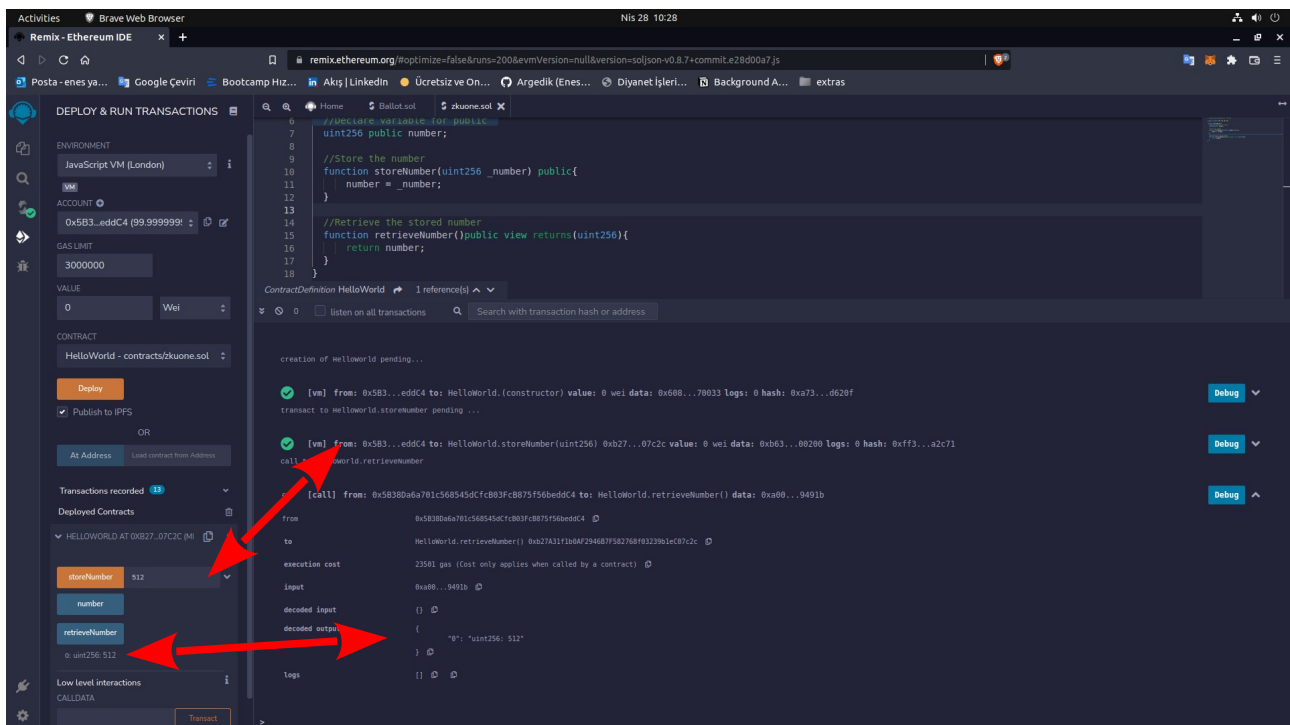 Activities Brave Web Browser Nis 28 10:28
Remix - Ethereum IDE × +
remix.ethereum.org/#optimize=false&runs=200&evmVersion=null&version=soljson-v0.8.7+commit.e28d00a7.js
Posta - enes ya... Google Çeviri Bootcamp Hız... Akış | LinkedIn Ücretsiz ve On... Argedik (Enes... Diyanet İşleri... Background A... extras
DEPLOY & RUN TRANSACTIONS
ENVIRONMENT
JavaScript VM (London)
VM
ACCOUNT
0x5B3...eddC4 (99.9999999
GAS LIMIT
3000000
VALUE
0 Wei
CONTRACT
HelloWorld - contracts/zkuone.sol
Deploy
Publish to IPFS
OR
At Address Load contract from Address
Transactions recorded 13
Deployed Contracts
HELLOWORLD AT 0XB27...07C2C (MI
storeNumber 512
number
retrieveNumber
0: uint256: 512
Low level interactions
CALLDATA
Transact
Home Ballot.sol zkuone.sol
6 //Declare variable for public
7 uint256 public number;
8
9 //Store the number
10 function storeNumber(uint256 _number) public{
11 number = _number;
12 }
13
14 //Retrieve the stored number
15 function retrieveNumber()public view returns(uint256){
16 return number;
17 }
18 }
ContractDefinition HelloWorld 1 reference(s)
0 listen on all transactions Search with transaction hash or address
creation of HelloWorld pending...
[vm] from: 0x5B3...eddC4 to: HelloWorld.(constructor) value: 0 wei data: 0x608...70033 logs: 0 hash: 0xa73...d620f Debug
transact to HelloWorld.storeNumber pending ...
[vm] from: 0x5B3...eddC4 to: HelloWorld.storeNumber(uint256) 0xb27...07c2c value: 0 wei data: 0xb63...00200 logs: 0 hash: 0xff3...a2c71 Debug
call HelloWorld.retrieveNumber
[call] from: 0x5B38Da6a701c568545dCfcB03FcB875f56beddC4 to: HelloWorld.retrieveNumber() data: 0xa00...9491b Debug
from 0x5B38Da6a701c568545dCfcB03FcB875f56beddC4
to HelloWorld.retrieveNumber() 0xb27A31f1b0AF2946B7F582768f03239b1eC07c2c
execution cost 23501 gas (Cost only applies when called by a contract)
input 0xa00...9491b
decoded input {}
decoded output {
"0": "uint256: 512"
}
logs []
>